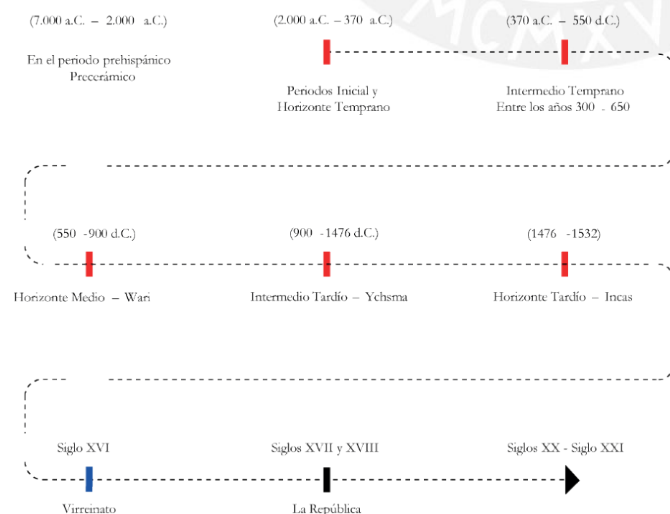 MCMXV
(7.000 a.C. – 2.000 a.C.)
(2.000 a.C. – 370 a.C.)
(370 a.C. – 550 d.C.)
En el periodo prehispánico
Precerámico
Periodos Inicial y
Horizonte Temprano
Intermedio Temprano
Entre los años 300 - 650
(550 -900 d.C.)
(900 -1476 d.C.)
(1476 -1532)
Horizonte Medio – Wari
Intermedio Tardío – Ychsma
Horizonte Tardío – Incas
Siglo XVI
Siglos XVII y XVIII
Siglos XX - Siglo XXI
Virreinato
La República